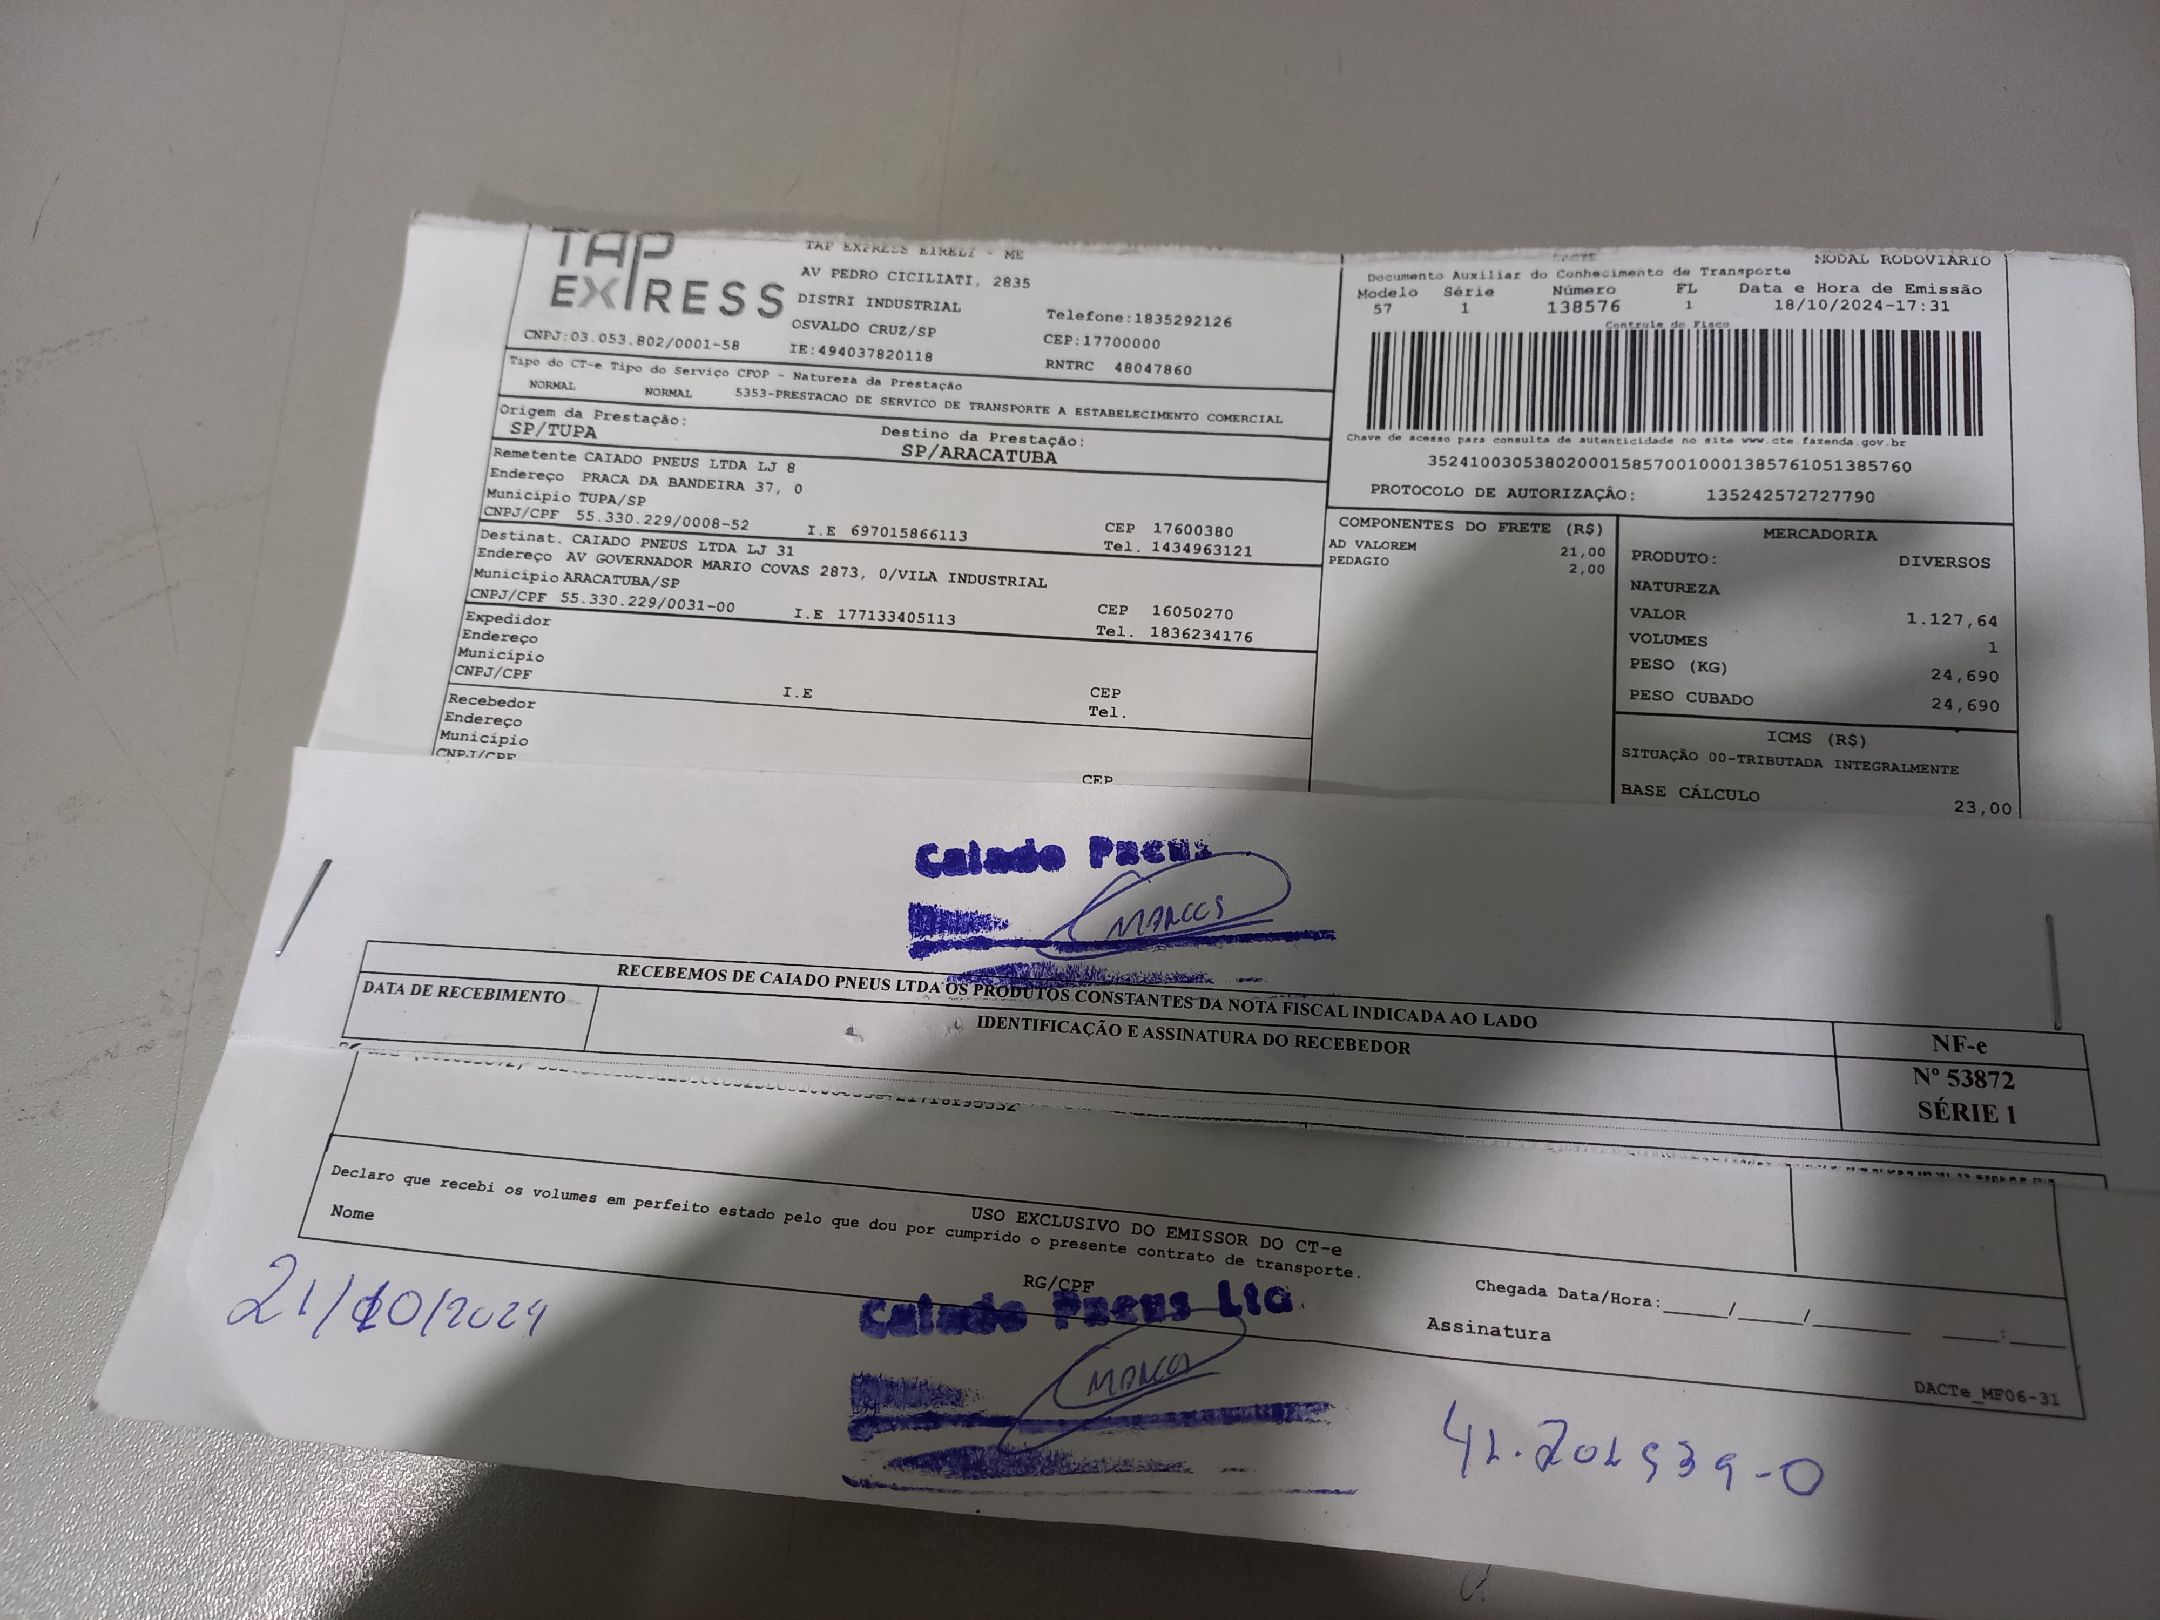 TAP
EXPRESS
TAP EXPRESS EIRELI - ME
AV PEDRO CICILIATI, 2835
DISTRI INDUSTRIAL
OSVALDO CRUZ/SP
Telefone:1835292126
CEP:17700000
CNPJ:03.053.802/0001-58
IE:494037820118
RNTRC 48047860
Tipo do CT-e Tipo do Serviço CFOP - Natureza da Prestação
NORMAL NORMAL 5353-PRESTACAO DE SERVICO DE TRANSPORTE A ESTABELECIMENTO COMERCIAL
Origem da Prestação: Destino da Prestação:
SP/TUPA SP/ARACATUBA
Remetente CAIADO PNEUS LTDA LJ 8
Endereço PRACA DA BANDEIRA 37, 0
Município TUPA/SP CEP 17600380
CNPJ/CPF 55.330.229/0008-52 I.E 697015866113 Tel. 1434963121
Destinat. CAIADO PNEUS LTDA LJ 31
Endereço AV GOVERNADOR MARIO COVAS 2873, 0/VILA INDUSTRIAL
Município ARACATUBA/SP CEP 16050270
CNPJ/CPF 55.330.229/0031-00 I.E 177133405113 Tel. 1836234176
Expedidor
Endereço
Município CEP
CNPJ/CPF I.E Tel.
Recebedor
Endereço
Município CEP
CNPJ/CPF
DACTE MODAL RODOVIÁRIO
Documento Auxiliar do Conhecimento de Transporte
Modelo Série Número FL Data e Hora de Emissão
57 1 138576 1 18/10/2024-17:31
Controle do Fisco
Chave de acesso para consulta de autenticidade no site www.cte.fazenda.gov.br
35241003053802000158570010001385761051385760
PROTOCOLO DE AUTORIZAÇÃO: 135242572727790
COMPONENTES DO FRETE (R$)
AD VALOREM 21,00
PEDAGIO 2,00
MERCADORIA
PRODUTO: DIVERSOS
NATUREZA
VALOR 1.127,64
VOLUMES 1
PESO (KG) 24,690
PESO CUBADO 24,690
ICMS (R$)
SITUAÇÃO 00-TRIBUTADA INTEGRALMENTE
BASE CÁLCULO 23,00
Caiado Pneus
MARCOS
RECEBEMOS DE CAIADO PNEUS LTDA OS PRODUTOS CONSTANTES DA NOTA FISCAL INDICADA AO LADO
DATA DE RECEBIMENTO IDENTIFICAÇÃO E ASSINATURA DO RECEBEDOR
NF-e
Nº 53872
SÉRIE 1
USO EXCLUSIVO DO EMISSOR DO CT-e
Declaro que recebi os volumes em perfeito estado pelo que dou por cumprido o presente contrato de transporte.
Nome RG/CPF Chegada Data/Hora:_____/_____/________ ____:____
Assinatura
DACTe_MF06-31
21/10/2024
Caiado Pneus Ltda.
MARCOS
41.201939-0